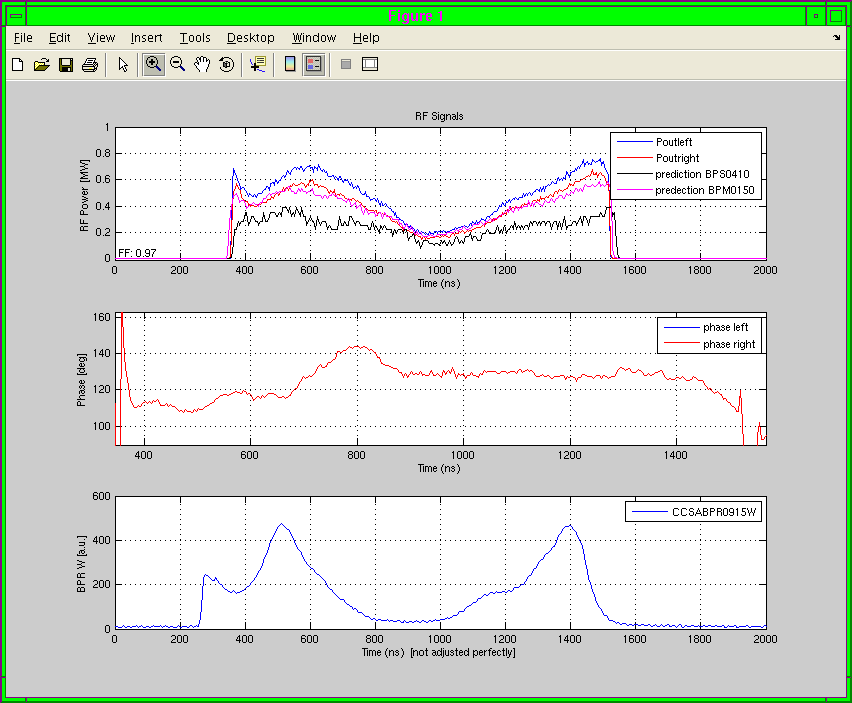 Figure 1
File Edit View Insert Tools Desktop Window Help
RF Signals
RF Power [MW]
1
0.8
0.6
0.4
0.2
0
FF: 0.97
Poutleft
Poutright
prediction BPS0410
predection BPM0150
0 200 400 600 800 1000 1200 1400 1600 1800 2000
Time (ns)
Phase [deg]
160
140
120
100
phase left
phase right
400 600 800 1000 1200 1400
Time (ns)
BPR W [a.u.]
600
400
200
0
CCSABPR0915W
0 200 400 600 800 1000 1200 1400 1600 1800 2000
Time (ns) [not adjusted perfectly]